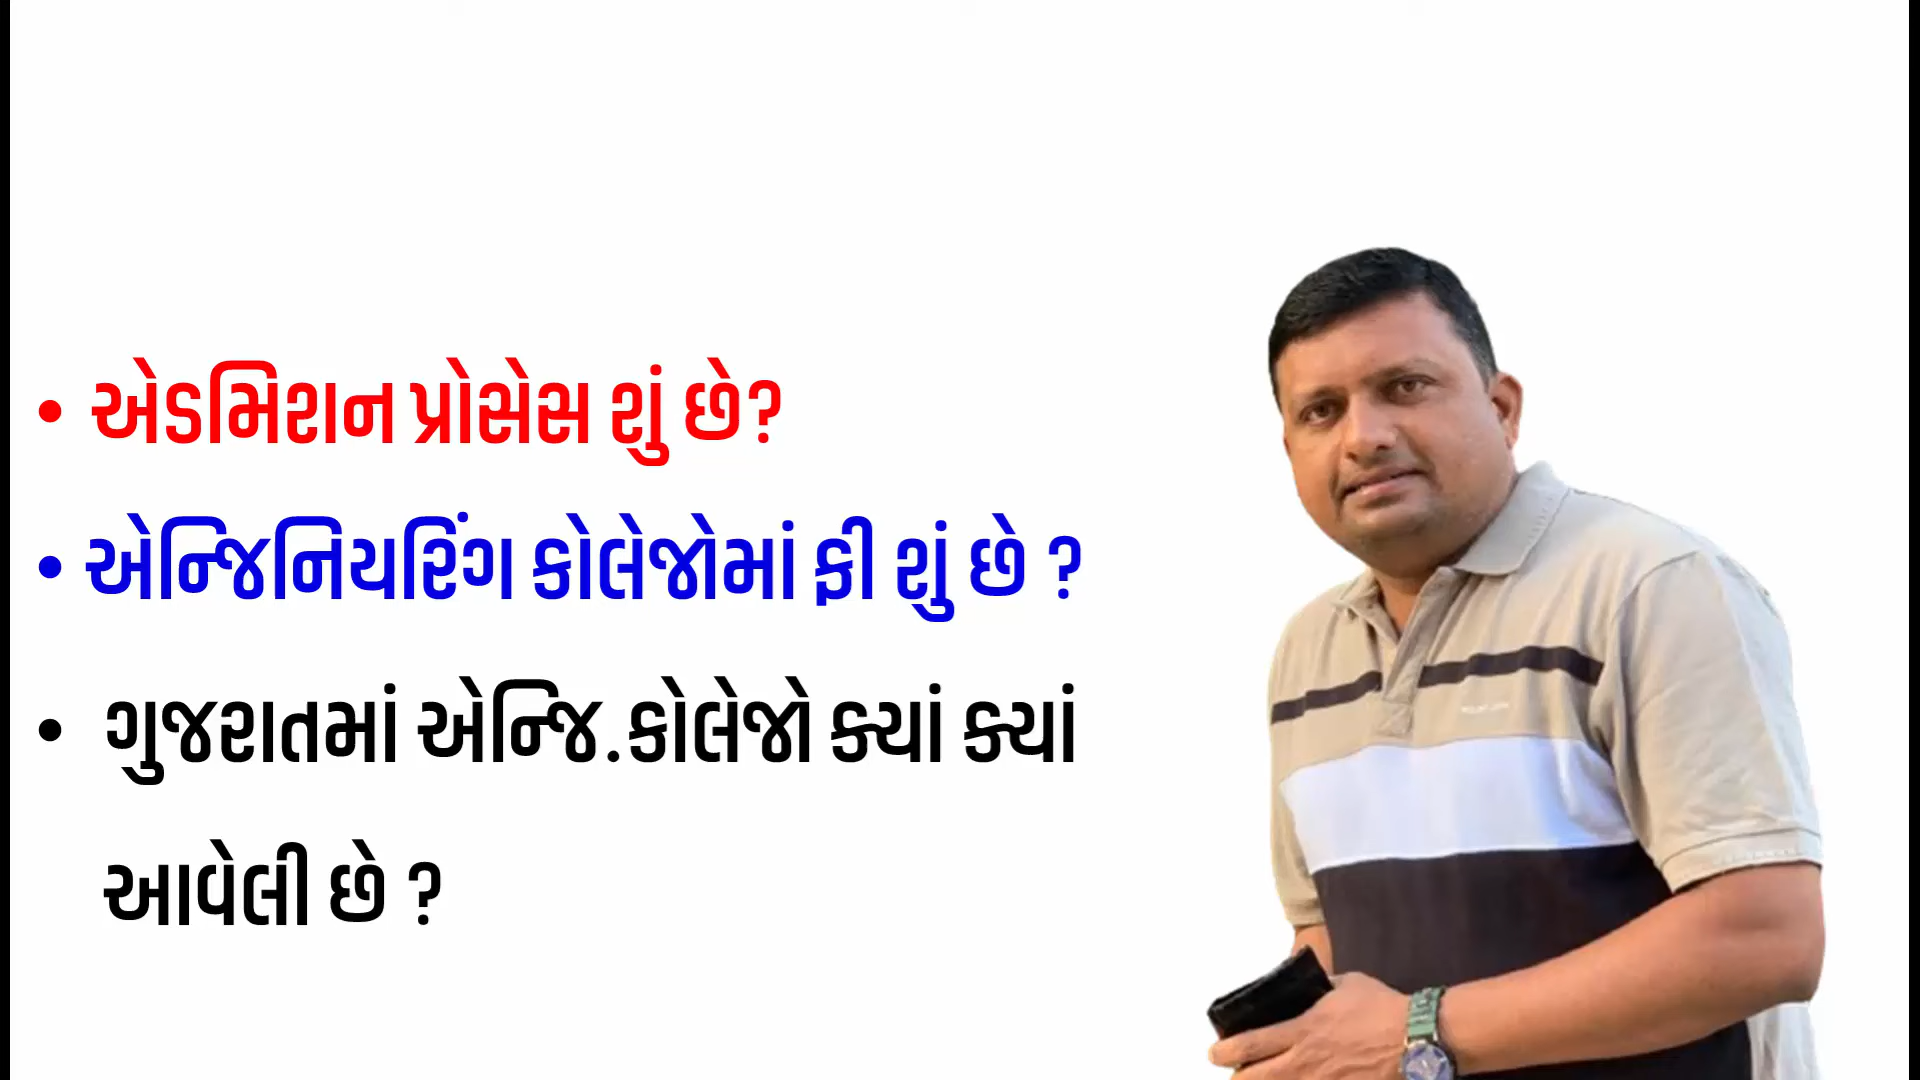 • એડમિશન પ્રોસેસ શું છે?
• એન્જિનિયરિંગ કોલેજોમાં ફી શું છે ?
• ગુજરાતમાં એન્જિ.કોલેજો ક્યાં ક્યાં
આવેલી છે ?